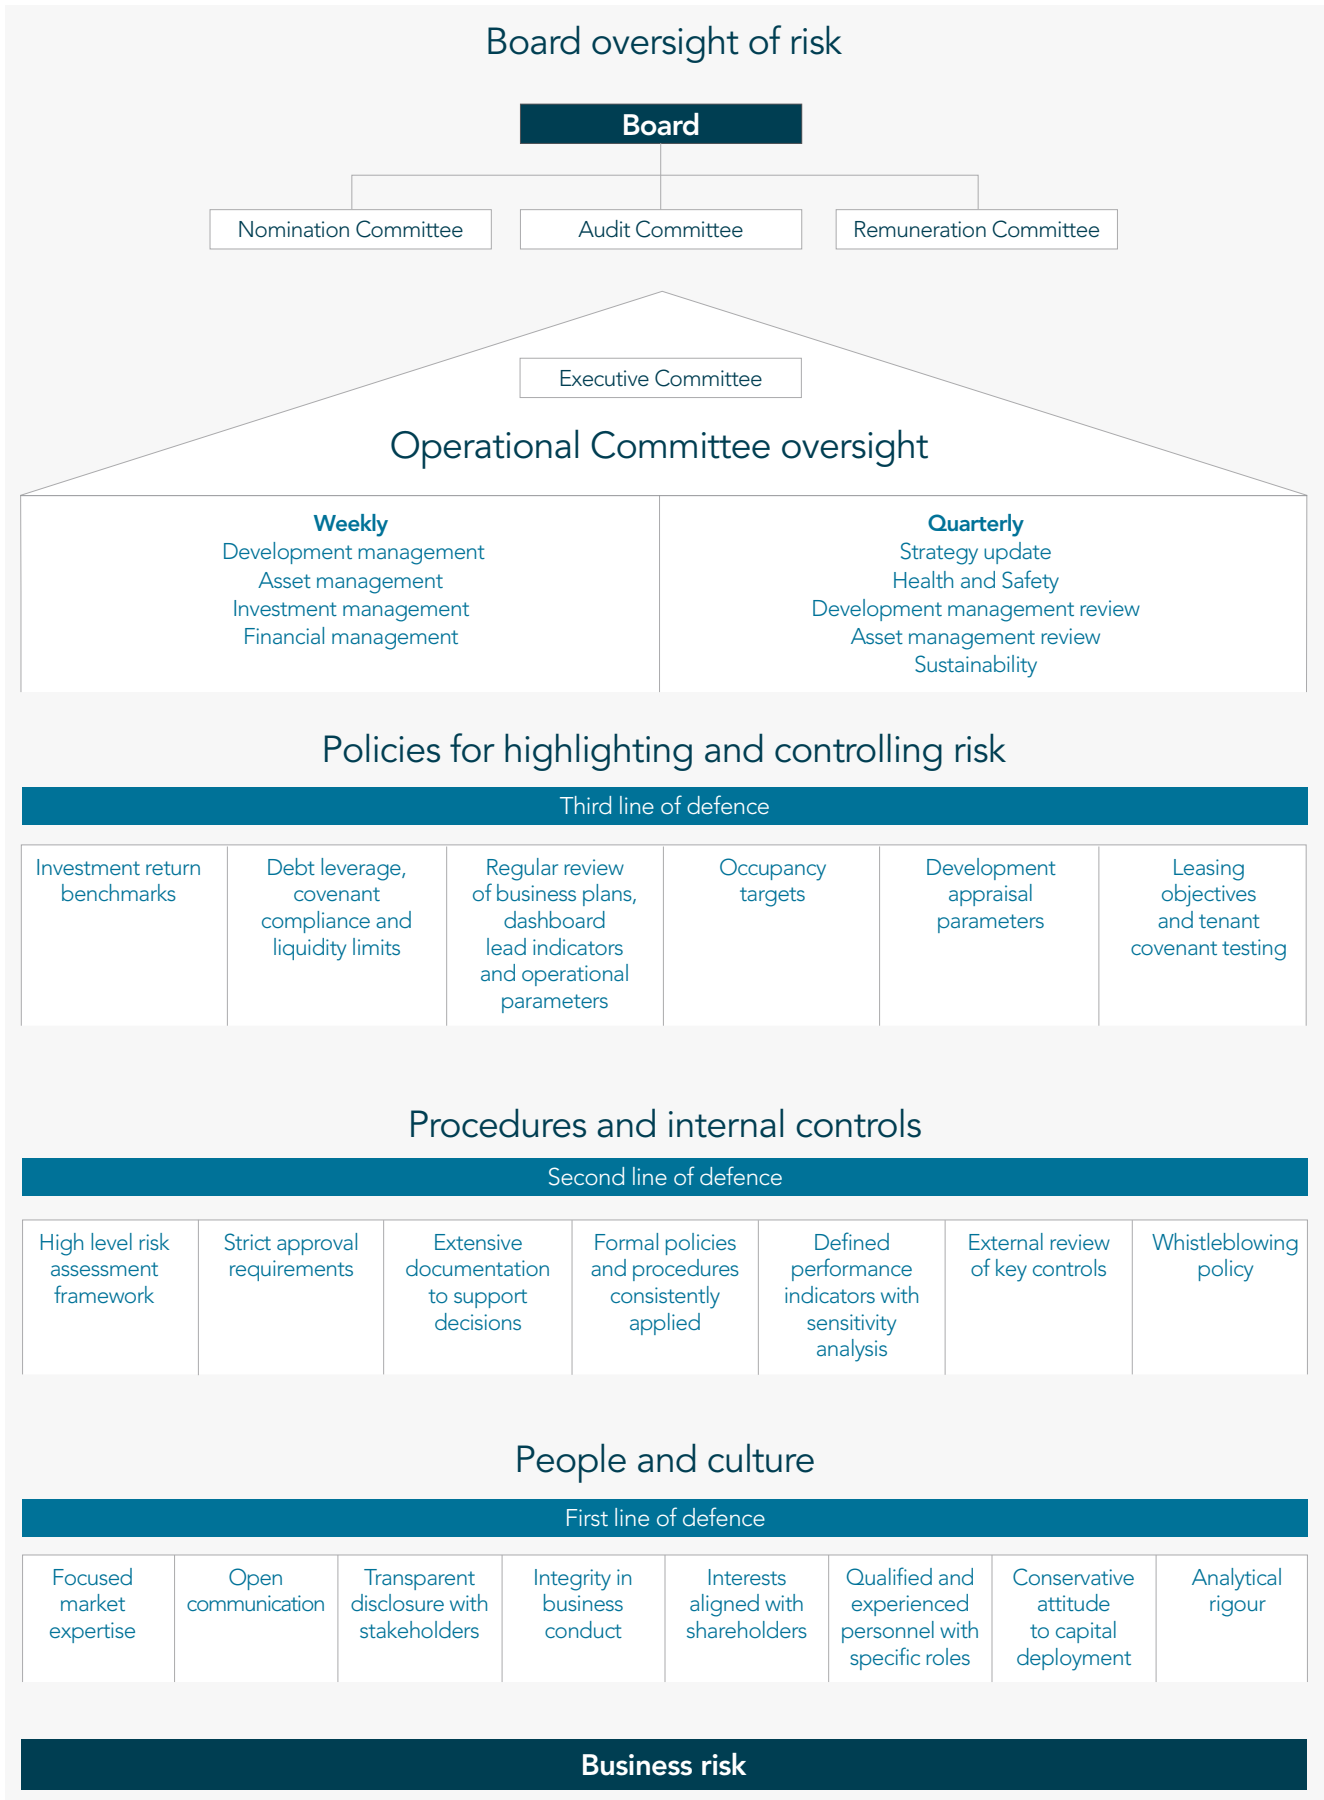 Board oversight of risk
Board
Nomination Committee
Audit Committee
Remuneration Committee
Executive Committee
Operational Committee oversight
Weekly
Development management
Asset management
Investment management
Financial management
Quarterly
Strategy update
Health and Safety
Development management review
Asset management review
Sustainability
Policies for highlighting and controlling risk
Third line of defence
Investment return
benchmarks
Debt leverage,
covenant
compliance and
liquidity limits
Regular review
of business plans,
dashboard
lead indicators
and operational
parameters
Occupancy
targets
Development
appraisal
parameters
Leasing
objectives
and tenant
covenant testing
Procedures and internal controls
Second line of defence
High level risk
assessment
framework
Strict approval
requirements
Extensive
documentation
to support
decisions
Formal policies
and procedures
consistently
applied
Defined
performance
indicators with
sensitivity
analysis
External review
of key controls
Whistleblowing
policy
People and culture
First line of defence
Focused
market
expertise
Open
communication
Transparent
disclosure with
stakeholders
Integrity in
business
conduct
Interests
aligned with
shareholders
Qualified and
experienced
personnel with
specific roles
Conservative
attitude
to capital
deployment
Analytical
rigour
Business risk